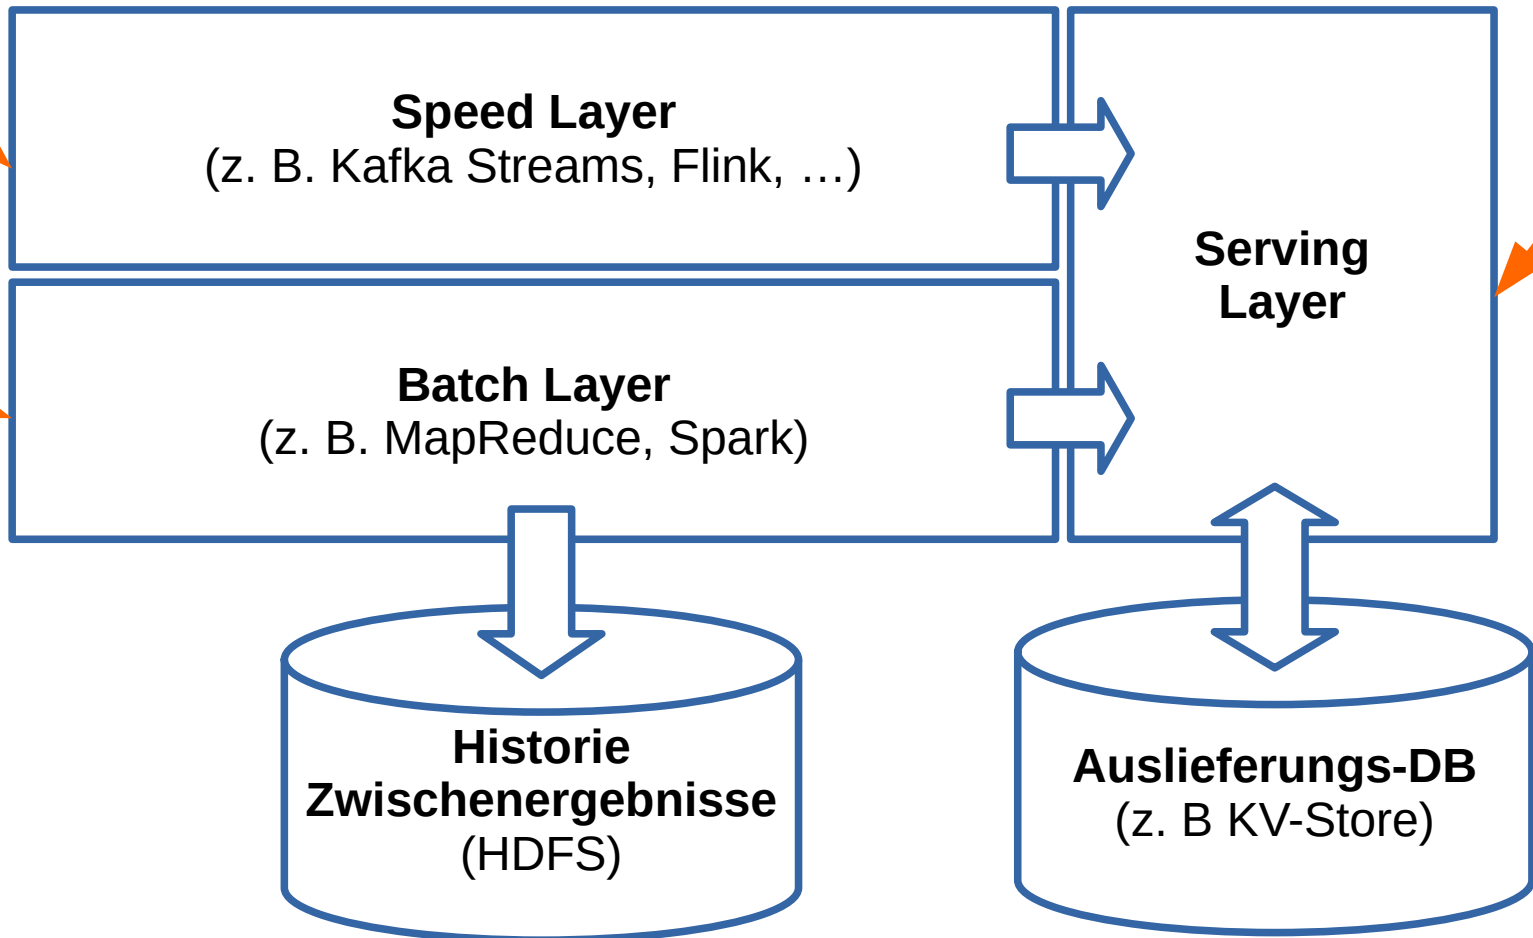 Speed Layer
(z. B. Kafka Streams, Flink, …)
Serving
Layer
Batch Layer
(z. B. MapReduce, Spark)
Historie
Zwischenergebnisse
(HDFS)
Auslieferungs-DB
(z. B KV-Store)